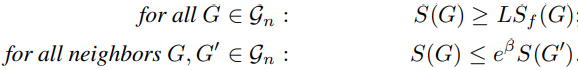 for all G ∈ 𝒢ₙ : S(G) ≥ LS_f(G);
for all neighbors G, G′ ∈ 𝒢ₙ : S(G) ≤ e^β S(G′).